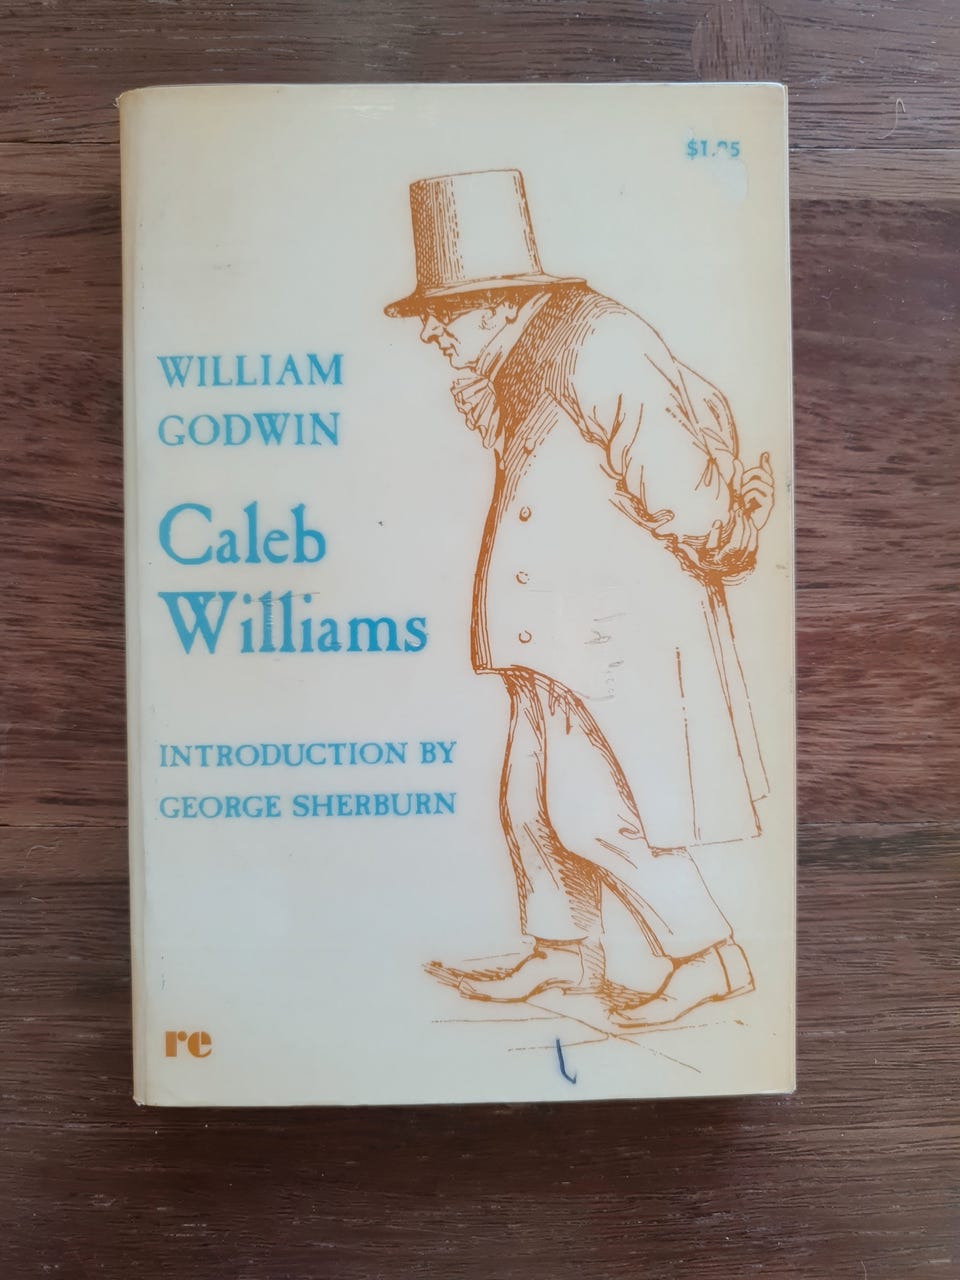 WILLIAM
GODWIN
Caleb
Williams
INTRODUCTION BY
GEORGE SHERBURN
re